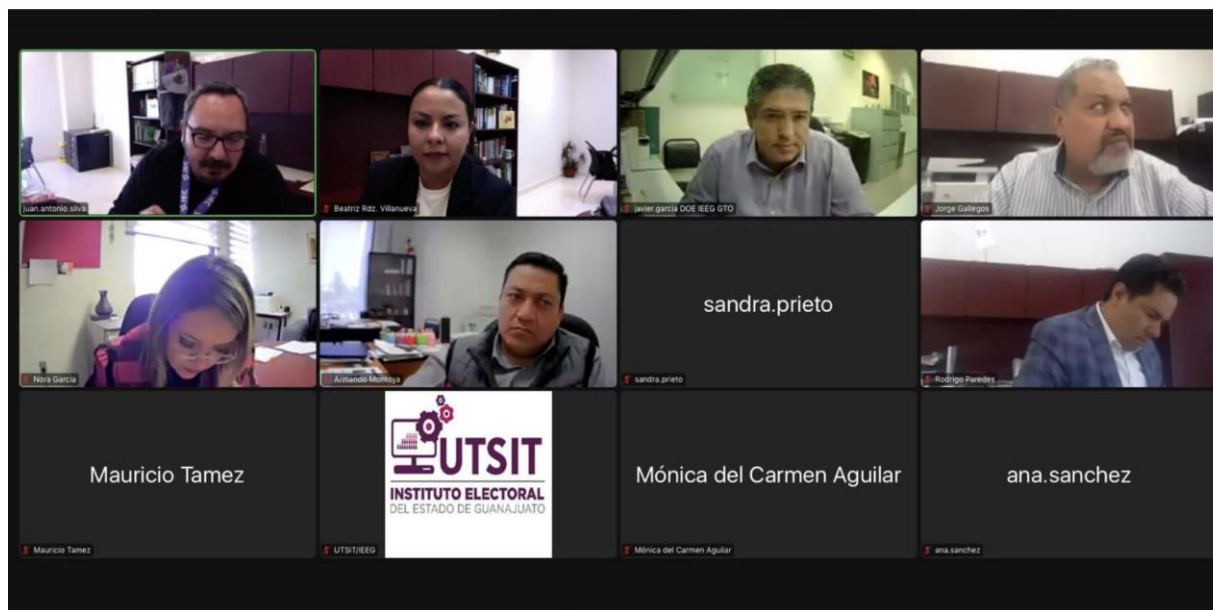 juan.antonio.silva
Beatriz Rdz. Villanueva
javier.garcia DOE IEEG GTO
Jorge Gallegos
Nora García
Armando Montoya
sandra.prieto
sandra.prieto
Rodrigo Paredes
Mauricio Tamez
Mauricio Tamez
UTSIT
INSTITUTO ELECTORAL
DEL ESTADO DE GUANAJUATO
UTSIT/IEEG
Mónica del Carmen Aguilar
Mónica del Carmen Aguilar
ana.sanchez
ana.sanchez